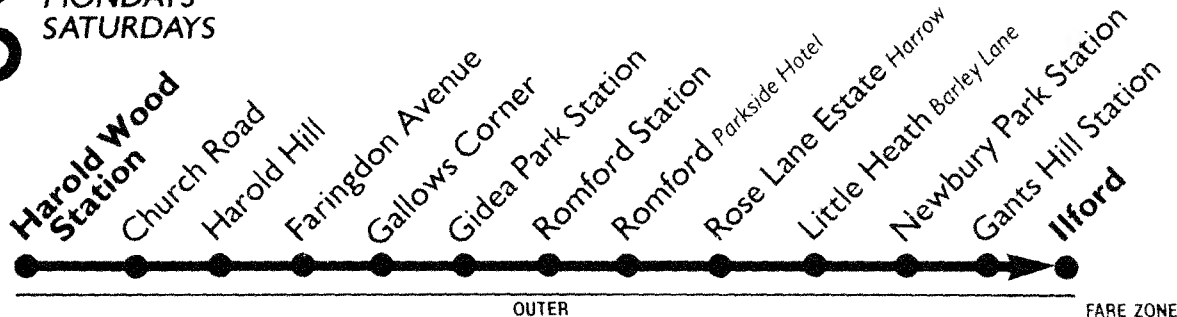 MONDAYS
SATURDAYS
Harold Wood
Station
Church Road
Harold Hill
Faringdon Avenue
Gallows Corner
Gidea Park Station
Romford Station
Romford Parkside Hotel
Rose Lane Estate Harrow
Little Heath Barley Lane
Newbury Park Station
Gants Hill Station
Ilford
OUTER
FARE ZONE